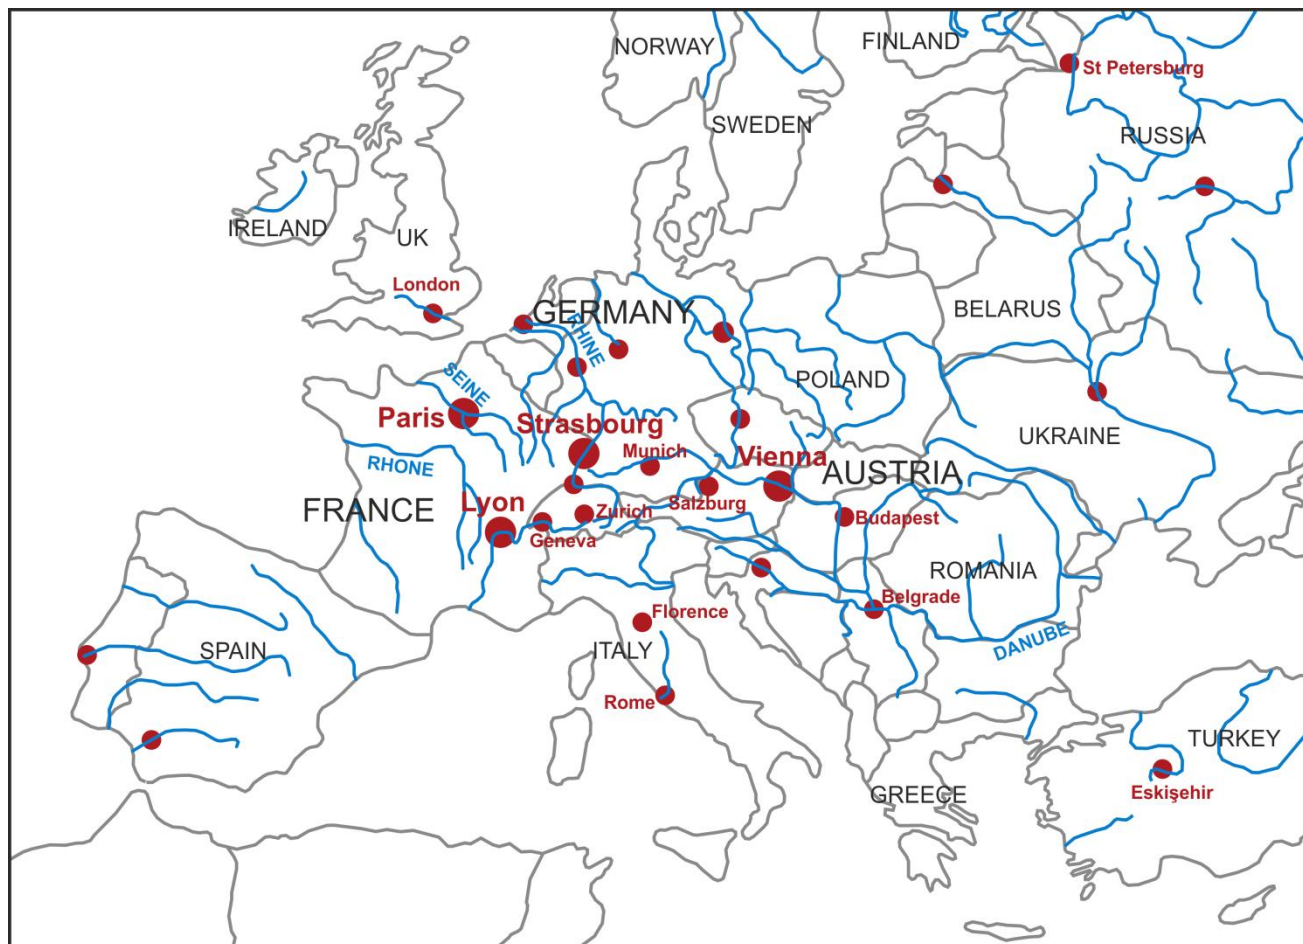 NORWAY
FINLAND
St Petersburg
SWEDEN
RUSSIA
IRELAND
UK
London
GERMANY
BELARUS
RHINE
SEINE
POLAND
Paris
Strasbourg
UKRAINE
Munich
Vienna
RHONE
AUSTRIA
Lyon
Salzburg
FRANCE
Zurich
Budapest
Geneva
ROMANIA
Belgrade
Florence
DANUBE
SPAIN
ITALY
Rome
TURKEY
GREECE
Eskişehir